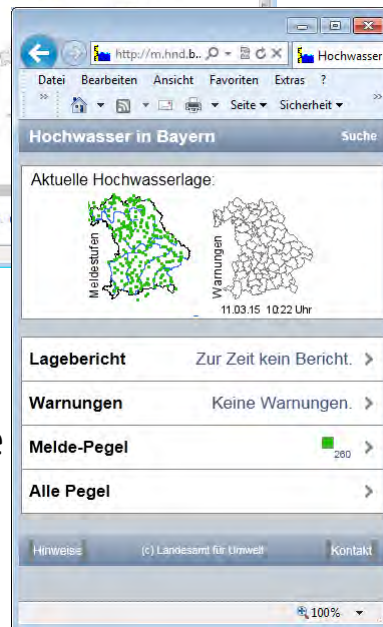 http://m.hnd.b..
Hochwasser
Datei Bearbeiten Ansicht Favoriten Extras ?
Seite Sicherheit
Hochwasser in Bayern Suche
Aktuelle Hochwasserlage:
Meldestufen
Warnungen
11.03.15 10:22 Uhr
Lagebericht Zur Zeit kein Bericht.
Warnungen Keine Warnungen.
e
Melde-Pegel 260
Alle Pegel
Hinweise (c) Landesamt für Umwelt Kontakt
100%